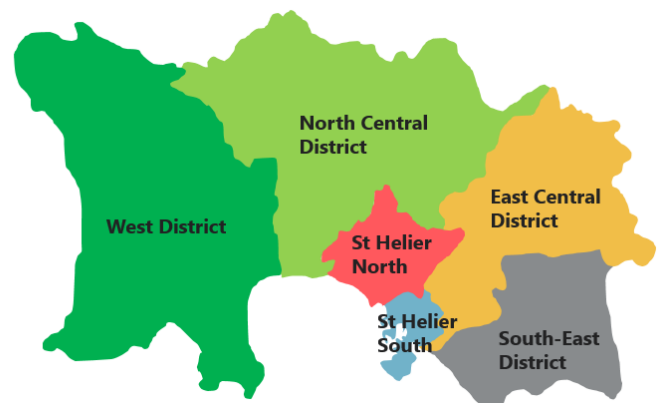 North Central
District
East Central
District
West District
St Helier
North
St Helier
South
South-East
District